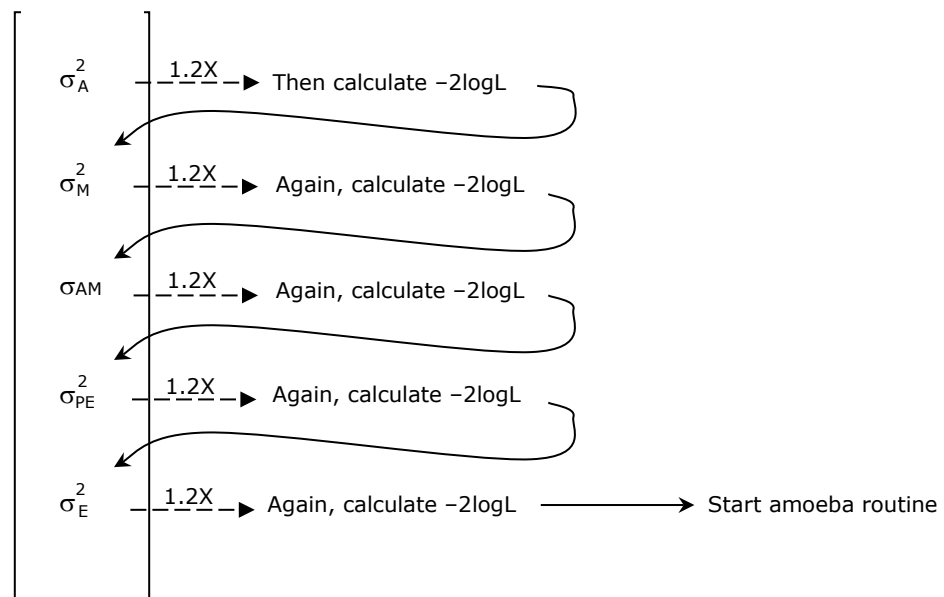 σ²A 1.2X Then calculate –2logL
σ²M 1.2X Again, calculate –2logL
σAM 1.2X Again, calculate –2logL
σ²PE 1.2X Again, calculate –2logL
σ²E 1.2X Again, calculate –2logL Start amoeba routine